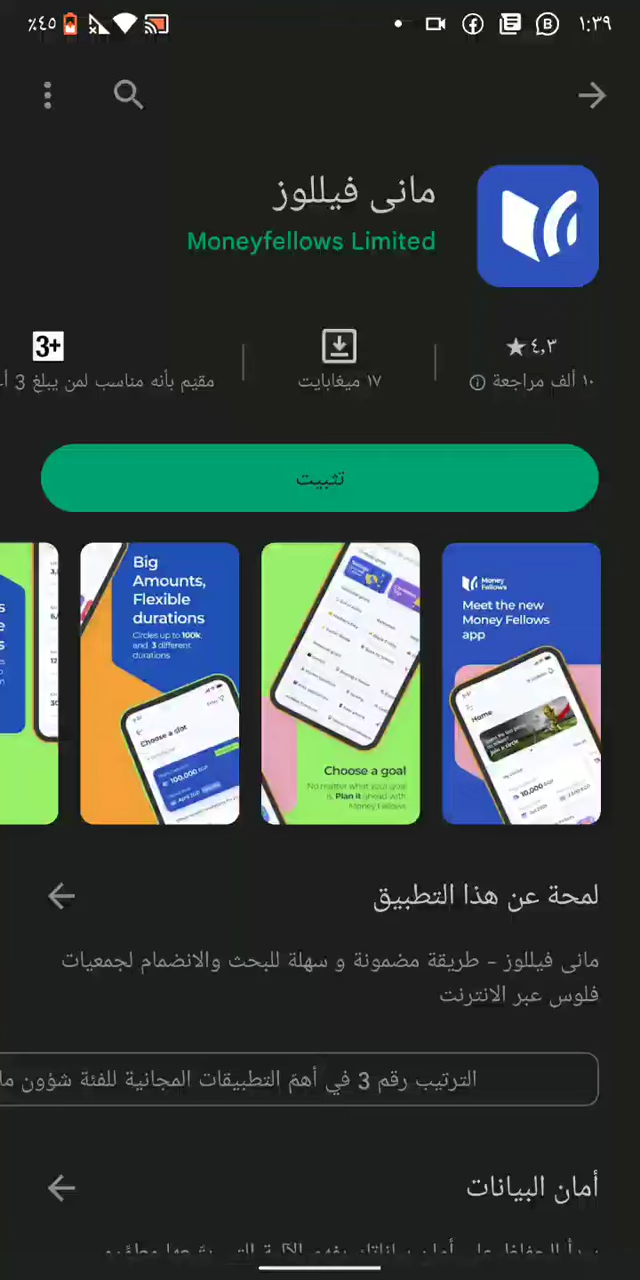 ١:٣٩
٪٤٥
مانى فيللوز
Moneyfellows Limited
٤٫٣ ★
١٠ ألف مراجعة
١٧ ميغابايت
3+
مقيّم بأنه مناسب لمن يبلغ 3
تثبيت
Money
Fellows
Meet the new
Money Fellows
app
Home
10,000
Choose a goal
No matter what your goal
is, Plan it ahead with
Money Fellows
Big
Amounts,
Flexible
durations
Circles up to 100k
and 3 different
durations
Choose a slot
100,000
لمحة عن هذا التطبيق
مانى فيللوز - طريقة مضمونة و سهلة للبحث والانضمام لجمعيات
فلوس عبر الانترنت
الترتيب رقم 3 في أهمّ التطبيقات المجانية للفئة شؤون
أمان البيانات